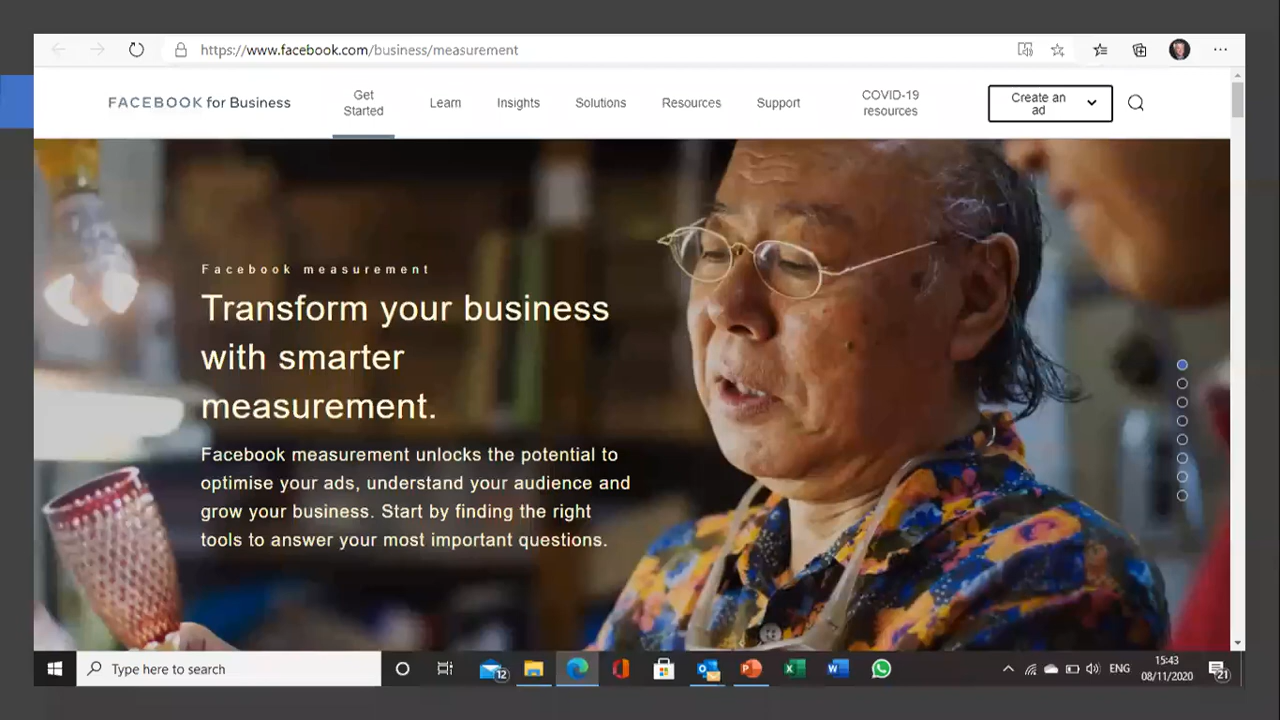 https://www.facebook.com/business/measurement
FACEBOOK for Business
Get
Started
Learn
Insights
Solutions
Resources
Support
COVID-19
resources
Create an
ad
Facebook measurement
Transform your business
with smarter
measurement.
Facebook measurement unlocks the potential to
optimise your ads, understand your audience and
grow your business. Start by finding the right
tools to answer your most important questions.
Type here to search
12
ENG
15:43
08/11/2020
21